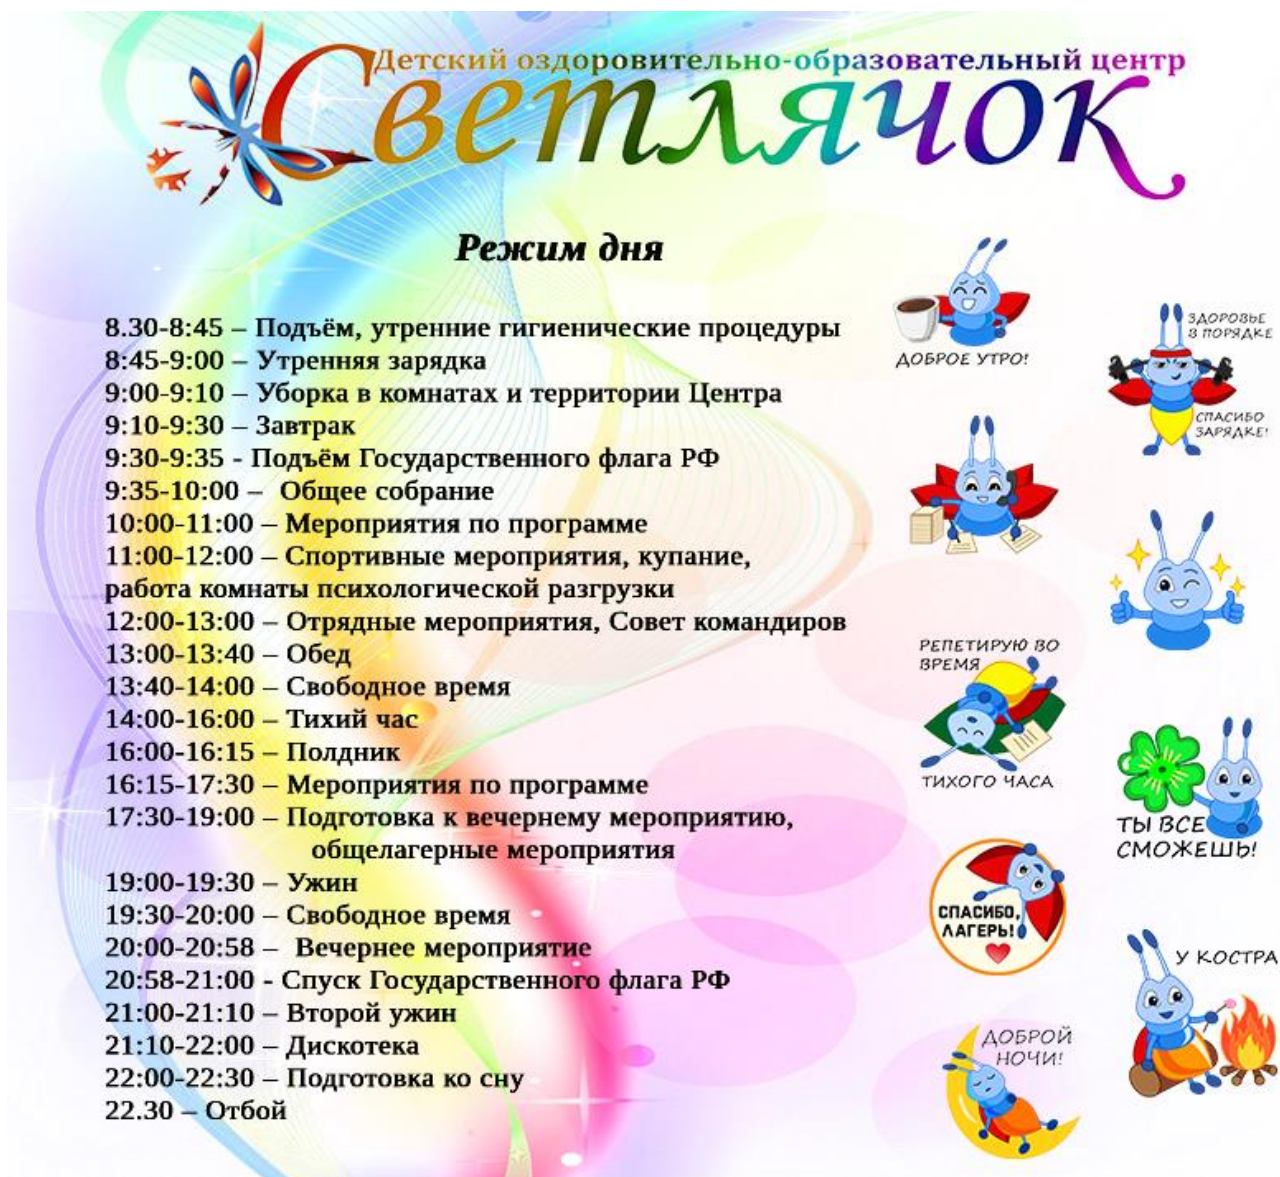 Детский оздоровительно-образовательный центр
Светлячок
Режим дня
8.30-8:45 – Подъём, утренние гигиенические процедуры
8:45-9:00 – Утренняя зарядка
9:00-9:10 – Уборка в комнатах и территории Центра
9:10-9:30 – Завтрак
9:30-9:35 - Подъём Государственного флага РФ
9:35-10:00 – Общее собрание
10:00-11:00 – Мероприятия по программе
11:00-12:00 – Спортивные мероприятия, купание,
работа комнаты психологической разгрузки
12:00-13:00 – Отрядные мероприятия, Совет командиров
13:00-13:40 – Обед
13:40-14:00 – Свободное время
14:00-16:00 – Тихий час
16:00-16:15 – Полдник
16:15-17:30 – Мероприятия по программе
17:30-19:00 – Подготовка к вечернему мероприятию,
общелагерные мероприятия
19:00-19:30 – Ужин
19:30-20:00 – Свободное время
20:00-20:58 – Вечернее мероприятие
20:58-21:00 - Спуск Государственного флага РФ
21:00-21:10 – Второй ужин
21:10-22:00 – Дискотека
22:00-22:30 – Подготовка ко сну
22.30 – Отбой
ДОБРОЕ УТРО!
ЗДОРОВЬЕ
В ПОРЯДКЕ
СПАСИБО
ЗАРЯДКЕ!
РЕПЕТИРУЮ ВО
ВРЕМЯ
ТИХОГО ЧАСА
ТЫ ВСЕ
СМОЖЕШЬ!
СПАСИБО,
ЛАГЕРЬ!
У КОСТРА
ДОБРОЙ
НОЧИ!